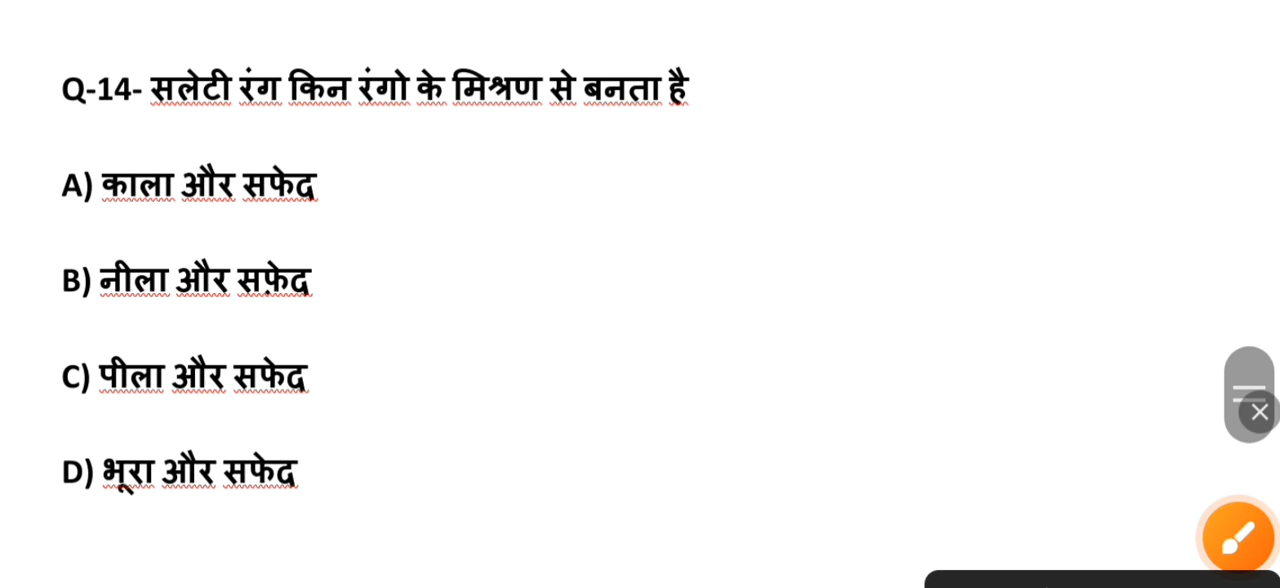 Q-14- सलेटी रंग किन रंगो के मिश्रण से बनता है
A) काला और सफेद
B) नीला और सफ़ेद
C) पीला और सफेद
D) भूरा और सफेद